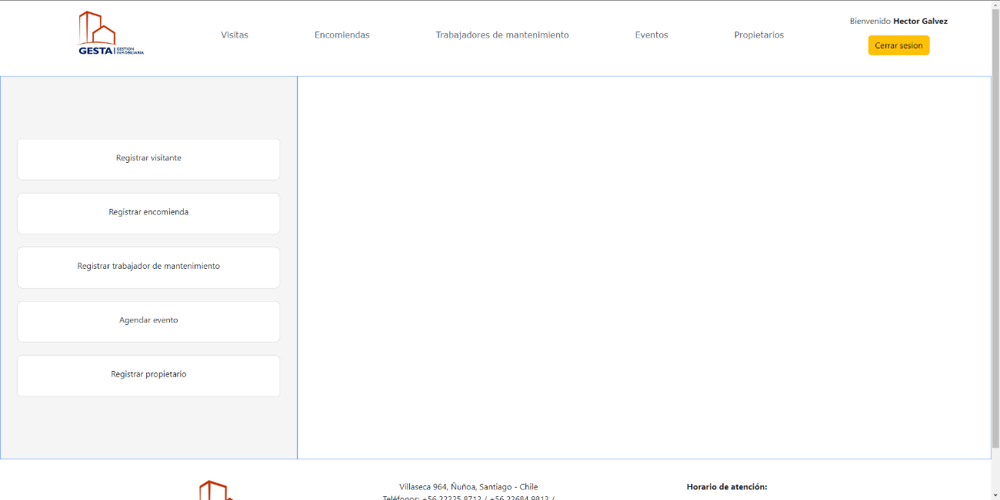 GESTA | GESTION INMOBILIARIA
Visitas
Encomiendas
Trabajadores de mantenimiento
Eventos
Propietarios
Bienvenido Hector Galvez
Cerrar sesion
Registrar visitante
Registrar encomienda
Registrar trabajador de mantenimiento
Agendar evento
Registrar propietario
Villaseca 964, Ñuñoa, Santiago - Chile
Teléfonos: +56 22225 8712 / +56 22684 9813 /
Horario de atención: